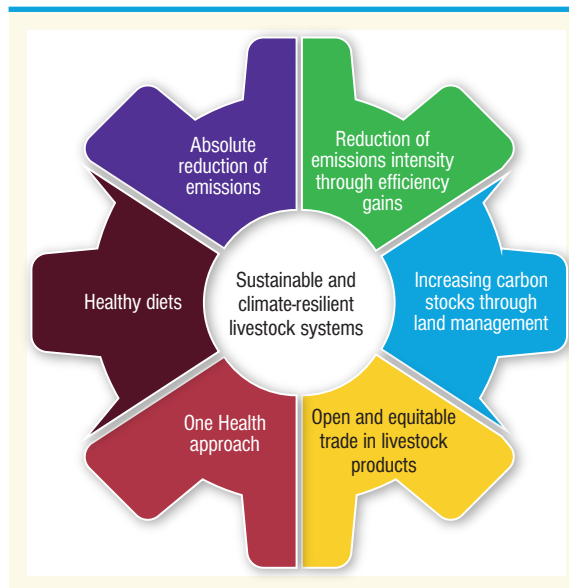 Absolute
reduction of
emissions
Reduction of
emissions intensity
through efficiency
gains
Healthy diets
Sustainable and
climate-resilient
livestock systems
Increasing carbon
stocks through
land management
One Health
approach
Open and equitable
trade in livestock
products